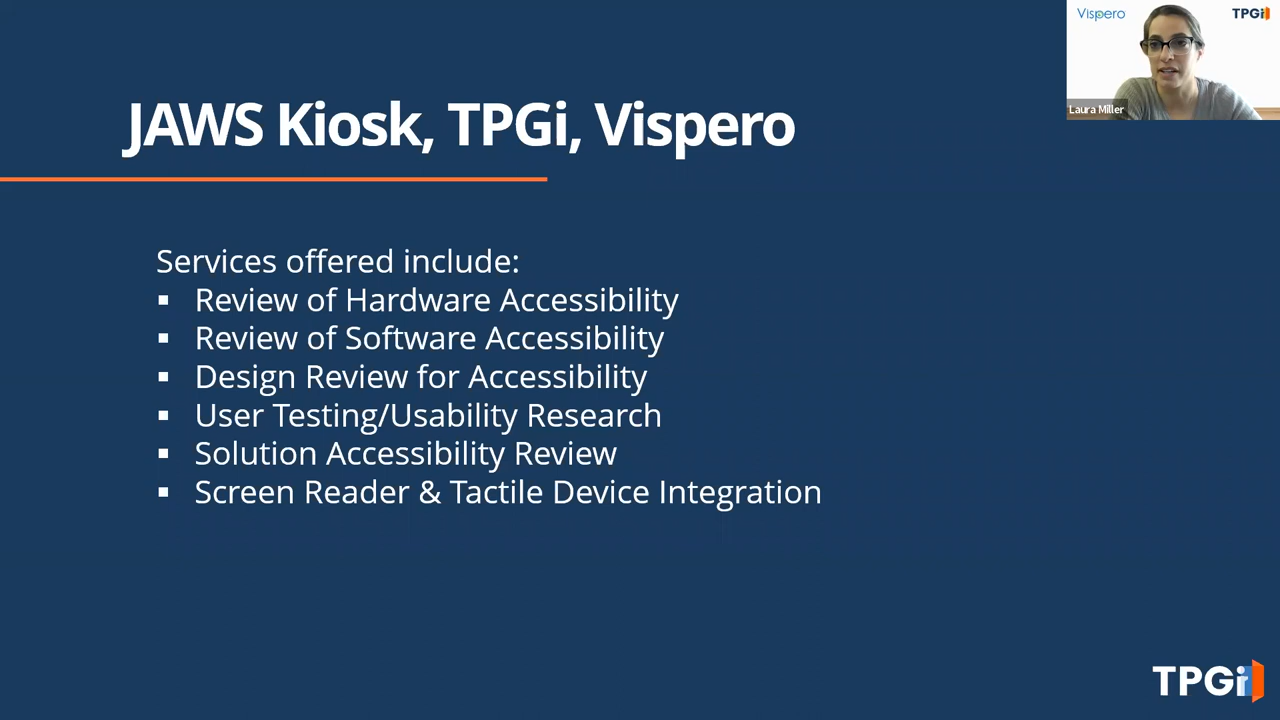 Vispero
TPGi
Laura Miller
JAWS Kiosk, TPGi, Vispero
Services offered include:
▪ Review of Hardware Accessibility
▪ Review of Software Accessibility
▪ Design Review for Accessibility
▪ User Testing/Usability Research
▪ Solution Accessibility Review
▪ Screen Reader & Tactile Device Integration
TPGi